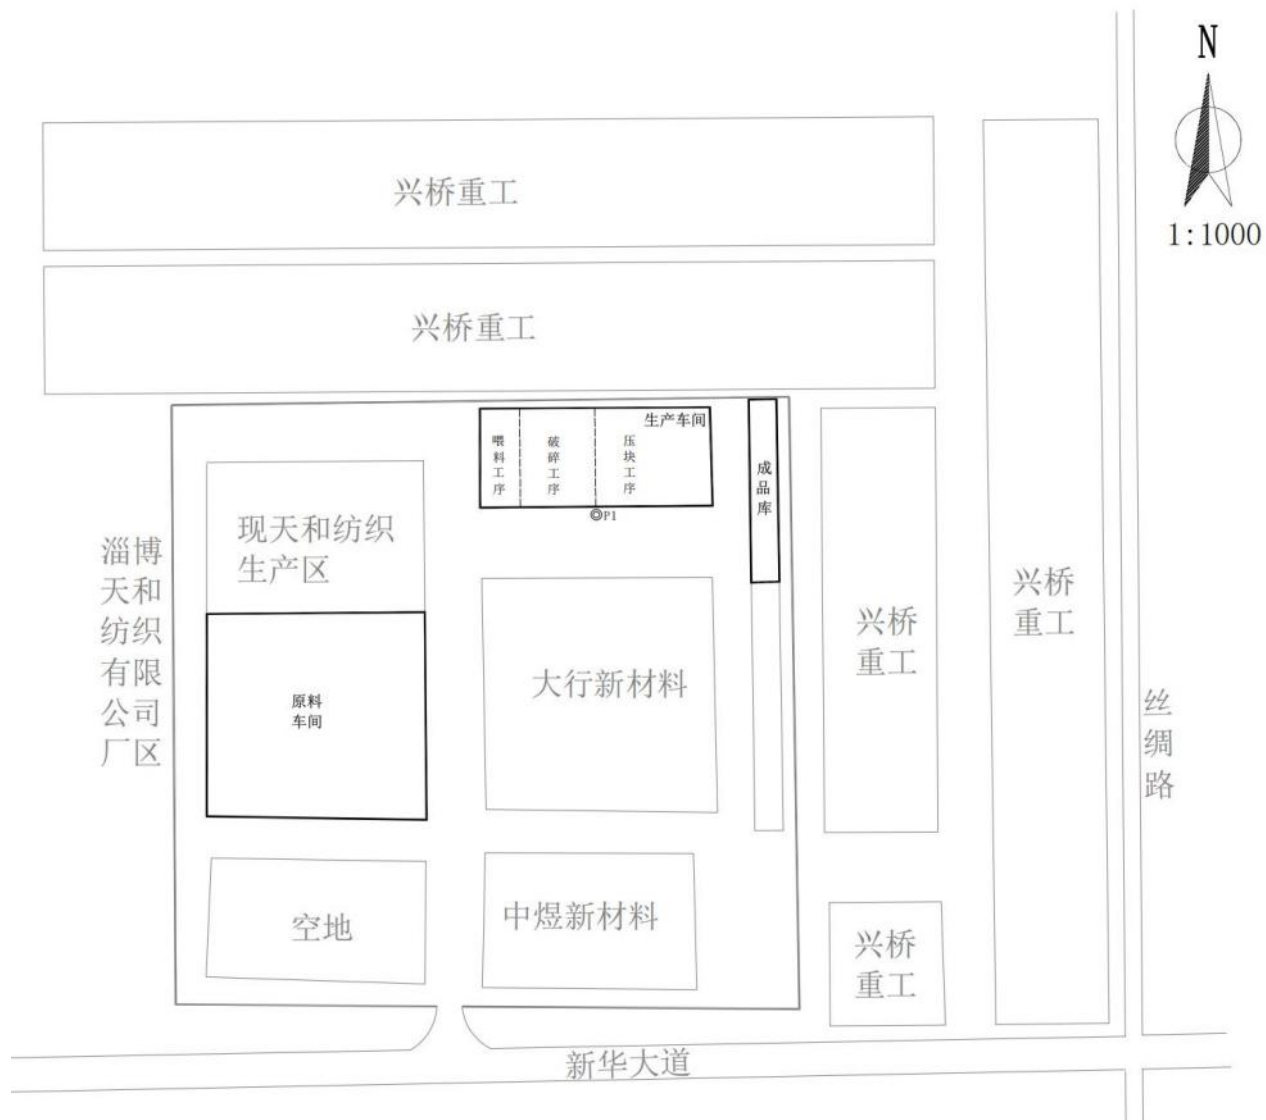 N
1:1000
兴桥重工
兴桥重工
生产车间
喂料工序
破碎工序
压块工序
成品库
P1
现天和纺织
生产区
淄博
天和
纺织
有限
公司
厂区
原料
车间
大行新材料
兴桥
重工
兴桥
重工
丝绸路
空地
中煜新材料
兴桥
重工
新华大道